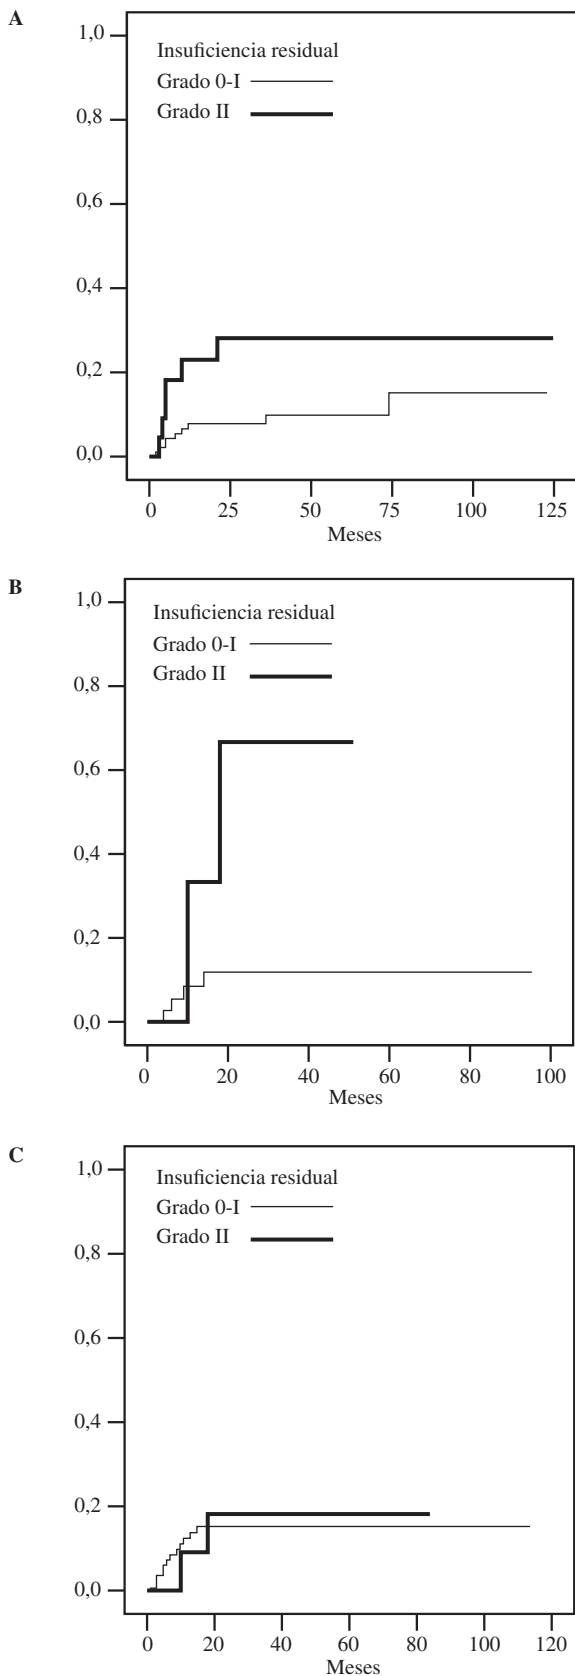 A
1,0
Insuficiencia residual
Grado 0-I
Grado II
0,8
0,6
0,4
0,2
0,0
0 25 50 75 100 125
Meses
B
1,0
Insuficiencia residual
Grado 0-I
Grado II
0,8
0,6
0,4
0,2
0,0
0 20 40 60 80 100
Meses
C
1,0
Insuficiencia residual
Grado 0-I
Grado II
0,8
0,6
0,4
0,2
0,0
0 20 40 60 80 100 120
Meses